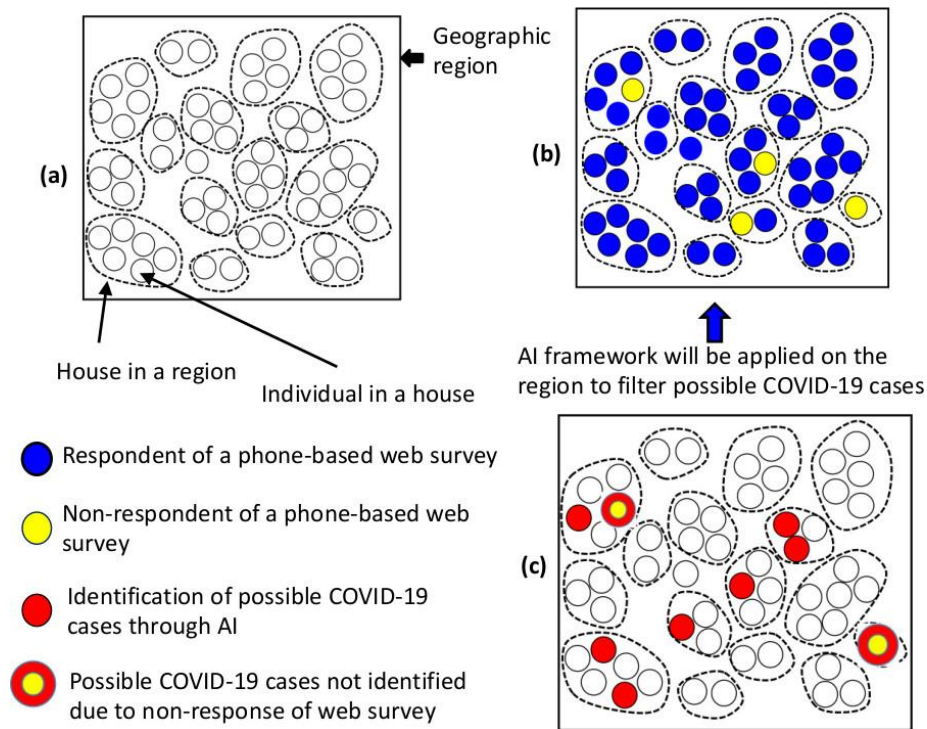 Geographic
region
(a)
(b)
House in a region
Individual in a house
AI framework will be applied on the
region to filter possible COVID-19 cases
Respondent of a phone-based web survey
Non-respondent of a phone-based web
survey
(c)
Identification of possible COVID-19
cases through AI
Possible COVID-19 cases not identified
due to non-response of web survey